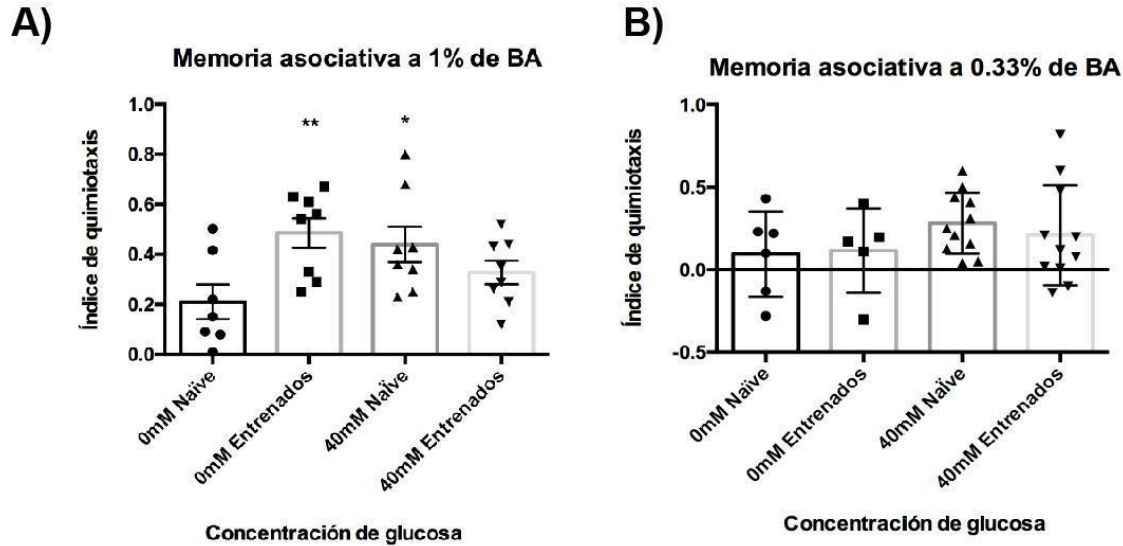 A)
Memoria asociativa a 1% de BA
Índice de quimiotaxis
1.0
0.8
0.6
0.4
0.2
0.0
**
*
0mM Naïve
0mM Entrenados
40mM Naïve
40mM Entrenados
Concentración de glucosa
B)
Memoria asociativa a 0.33% de BA
Índice de quimiotaxis
1.0
0.5
0.0
-0.5
0mM Naïve
0mM Entrenados
40mM Naïve
40mM Entrenados
Concentración de glucosa